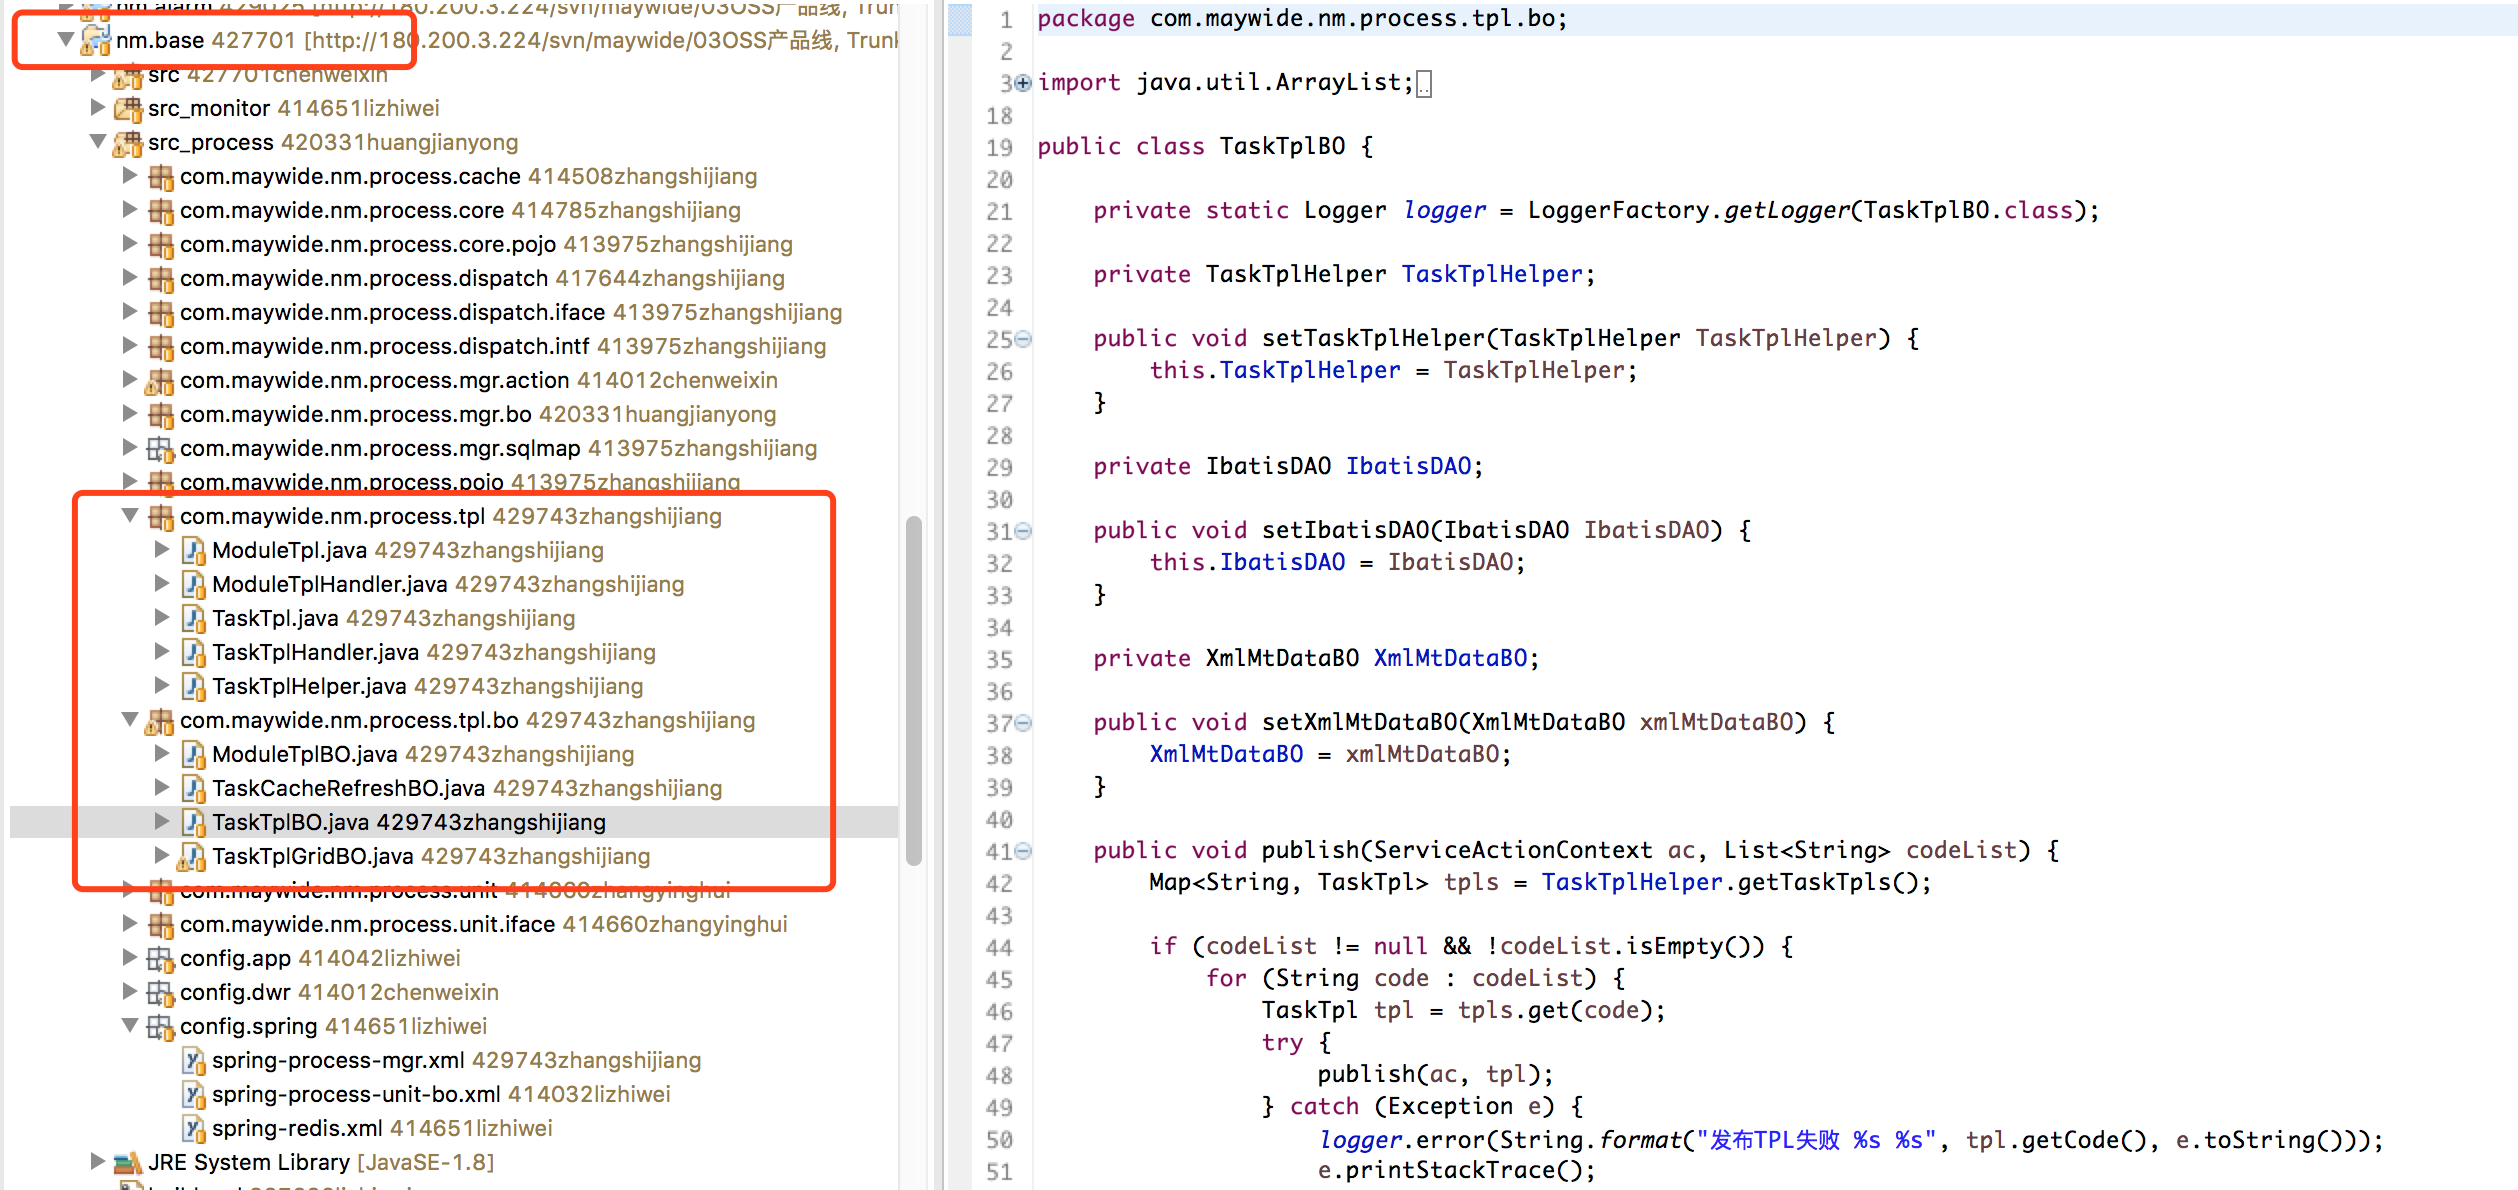 nm.alarm 429025 [http://180.200.3.224/svn/maywide/03OSS产品线, Trun
nm.base 427701 [http://180.200.3.224/svn/maywide/03OSS产品线, Trunk
src 427701chenweixin
src_monitor 414651lizhiwei
src_process 420331huangjianyong
com.maywide.nm.process.cache 414508zhangshijiang
com.maywide.nm.process.core 414785zhangshijiang
com.maywide.nm.process.core.pojo 413975zhangshijiang
com.maywide.nm.process.dispatch 417644zhangshijiang
com.maywide.nm.process.dispatch.iface 413975zhangshijiang
com.maywide.nm.process.dispatch.intf 413975zhangshijiang
com.maywide.nm.process.mgr.action 414012chenweixin
com.maywide.nm.process.mgr.bo 420331huangjianyong
com.maywide.nm.process.mgr.sqlmap 413975zhangshijiang
com.maywide.nm.process.pojo 413975zhangshijiang
com.maywide.nm.process.tpl 429743zhangshijiang
ModuleTpl.java 429743zhangshijiang
ModuleTplHandler.java 429743zhangshijiang
TaskTpl.java 429743zhangshijiang
TaskTplHandler.java 429743zhangshijiang
TaskTplHelper.java 429743zhangshijiang
com.maywide.nm.process.tpl.bo 429743zhangshijiang
ModuleTplBO.java 429743zhangshijiang
TaskCacheRefreshBO.java 429743zhangshijiang
TaskTplBO.java 429743zhangshijiang
TaskTplGridBO.java 429743zhangshijiang
com.maywide.nm.process.unit 414660zhangyinghui
com.maywide.nm.process.unit.iface 414660zhangyinghui
config.app 414042lizhiwei
config.dwr 414012chenweixin
config.spring 414651lizhiwei
spring-process-mgr.xml 429743zhangshijiang
spring-process-unit-bo.xml 414032lizhiwei
spring-redis.xml 414651lizhiwei
JRE System Library [JavaSE-1.8]
1 package com.maywide.nm.process.tpl.bo;
2
3 import java.util.ArrayList;
18
19 public class TaskTplBO {
20
21 private static Logger logger = LoggerFactory.getLogger(TaskTplBO.class);
22
23 private TaskTplHelper TaskTplHelper;
24
25 public void setTaskTplHelper(TaskTplHelper TaskTplHelper) {
26 this.TaskTplHelper = TaskTplHelper;
27 }
28
29 private IbatisDAO IbatisDAO;
30
31 public void setIbatisDAO(IbatisDAO IbatisDAO) {
32 this.IbatisDAO = IbatisDAO;
33 }
34
35 private XmlMtDataBO XmlMtDataBO;
36
37 public void setXmlMtDataBO(XmlMtDataBO xmlMtDataBO) {
38 XmlMtDataBO = xmlMtDataBO;
39 }
40
41 public void publish(ServiceActionContext ac, List<String> codeList) {
42 Map<String, TaskTpl> tpls = TaskTplHelper.getTaskTpls();
43
44 if (codeList != null && !codeList.isEmpty()) {
45 for (String code : codeList) {
46 TaskTpl tpl = tpls.get(code);
47 try {
48 publish(ac, tpl);
49 } catch (Exception e) {
50 logger.error(String.format("发布TPL失败 %s %s", tpl.getCode(), e.toString()));
51 e.printStackTrace();